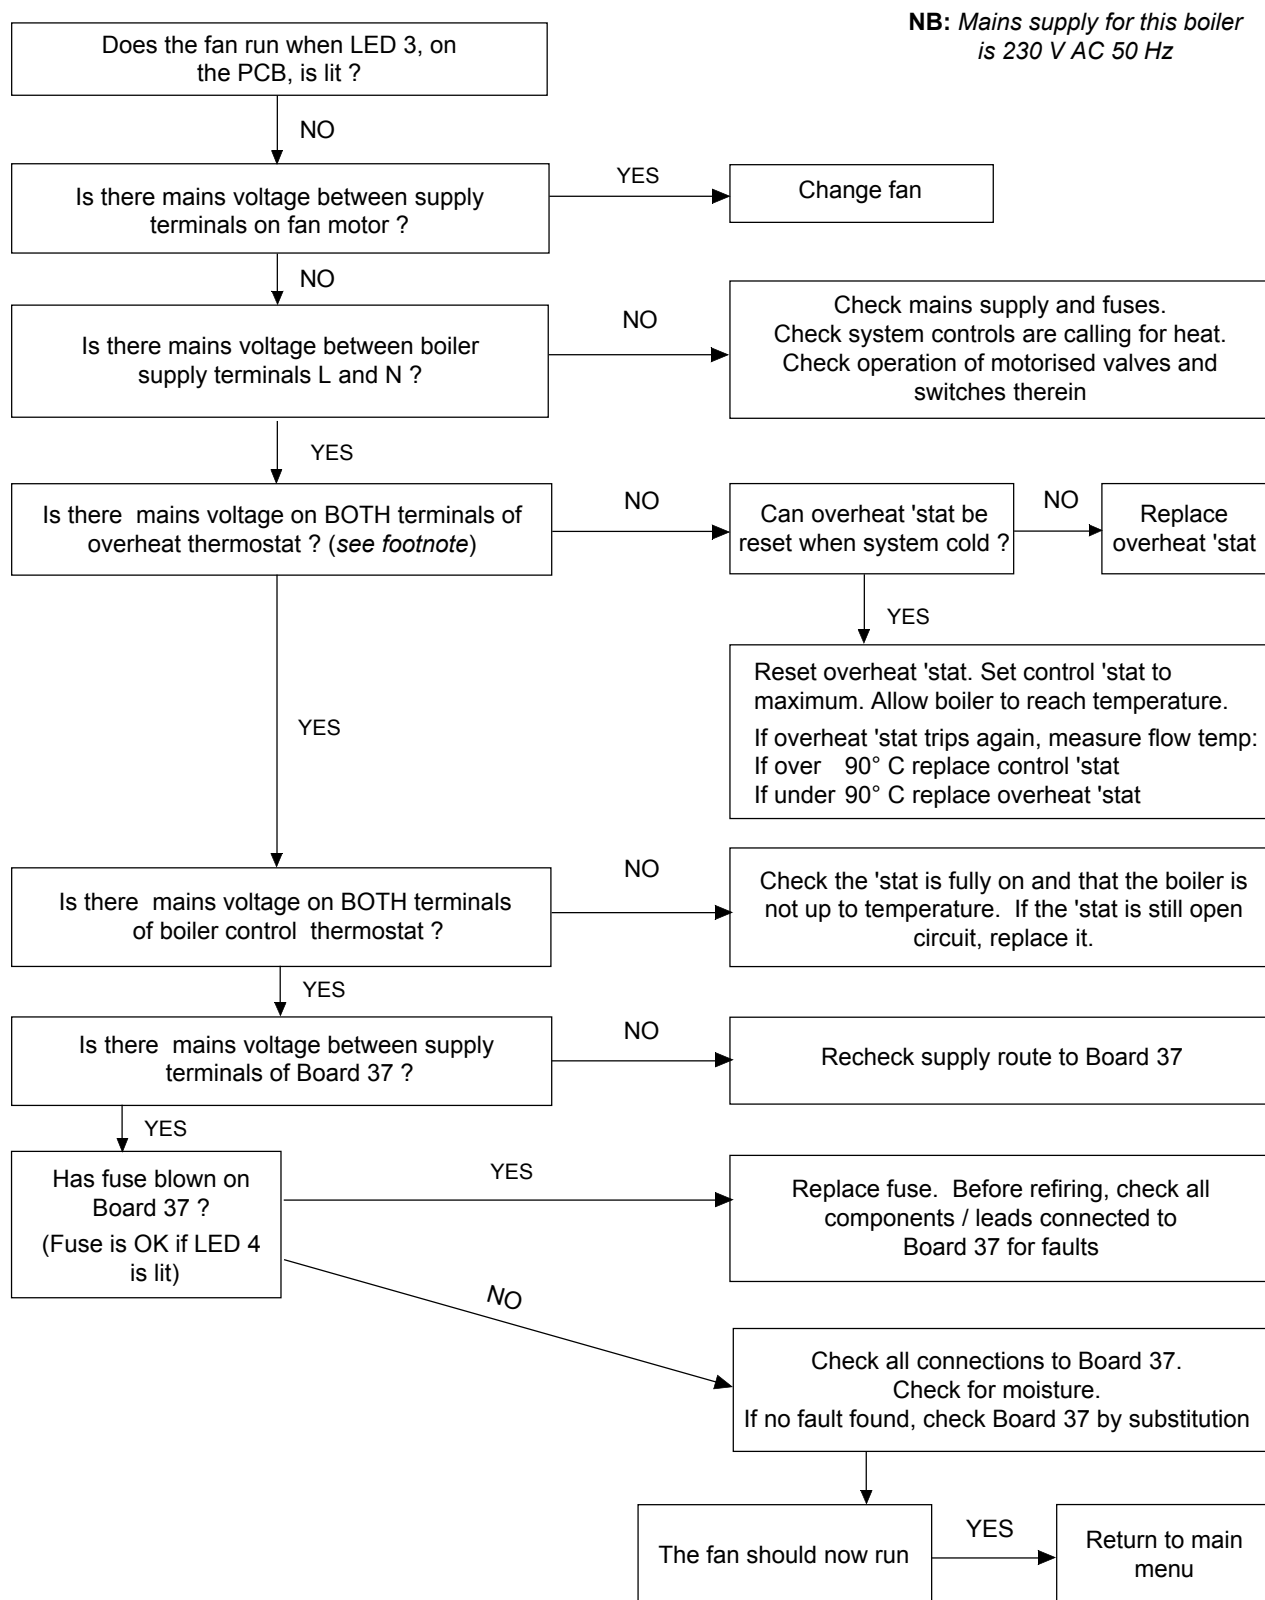 NB: Mains supply for this boiler
is 230 V AC 50 Hz
Does the fan run when LED 3, on
the PCB, is lit ?
NO
Is there mains voltage between supply
terminals on fan motor ?
YES
Change fan
NO
Is there mains voltage between boiler
supply terminals L and N ?
NO
Check mains supply and fuses.
Check system controls are calling for heat.
Check operation of motorised valves and
switches therein
YES
Is there mains voltage on BOTH terminals of
overheat thermostat ? (see footnote)
NO
Can overheat 'stat be
reset when system cold ?
NO
Replace
overheat 'stat
YES
Reset overheat 'stat. Set control 'stat to
maximum. Allow boiler to reach temperature.
If overheat 'stat trips again, measure flow temp:
If over 90° C replace control 'stat
If under 90° C replace overheat 'stat
YES
Is there mains voltage on BOTH terminals
of boiler control thermostat ?
NO
Check the 'stat is fully on and that the boiler is
not up to temperature. If the 'stat is still open
circuit, replace it.
YES
Is there mains voltage between supply
terminals of Board 37 ?
NO
Recheck supply route to Board 37
YES
Has fuse blown on
Board 37 ?
(Fuse is OK if LED 4
is lit)
YES
Replace fuse. Before refiring, check all
components / leads connected to
Board 37 for faults
NO
Check all connections to Board 37.
Check for moisture.
If no fault found, check Board 37 by substitution
The fan should now run
YES
Return to main
menu